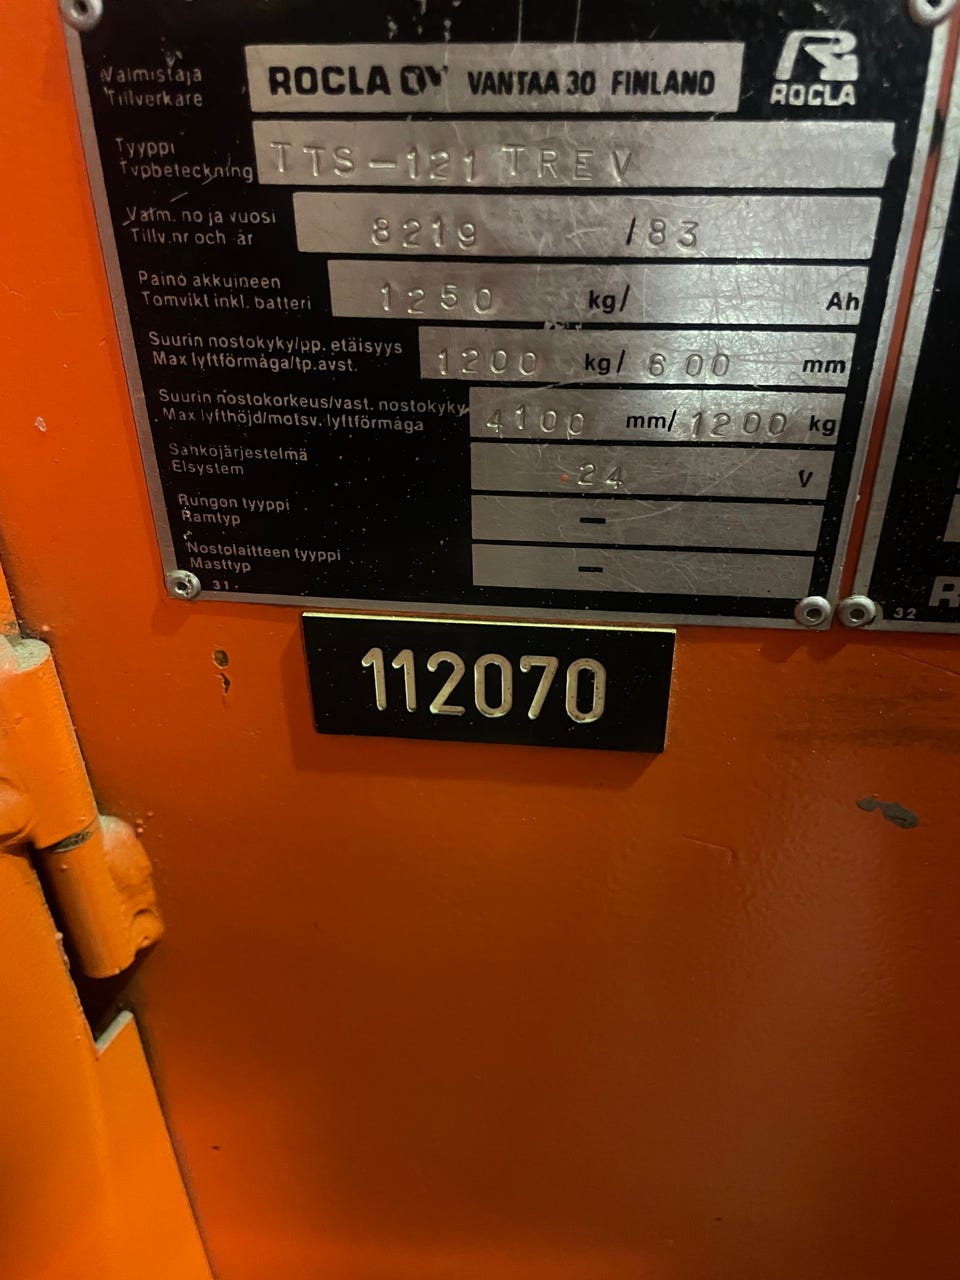 Valmistaja
Tillverkare
ROCLA OY VANTAA 30 FINLAND
ROCLA
Tyyppi
Typbeteckning
TTS-121 TREV
Valm. no ja vuosi
Tillv.nr och år
8219 /83
Paino akkuineen
Tomvikt inkl. batteri
1250 kg/ Ah
Suurin nostokyky/pp. etäisyys
Max lyftförmåga/tp.avst.
1200 kg/ 600 mm
Suurin nostokorkeus/vast. nostokyky
Max lyfthöjd/motsv. lyftförmåga
4100 mm/ 1200 kg
Sähköjärjestelmä
Elsystem
24 V
Rungon tyyppi
Ramtyp
-
Nostolaitteen tyyppi
Masttyp
-
31.
32
R
112070